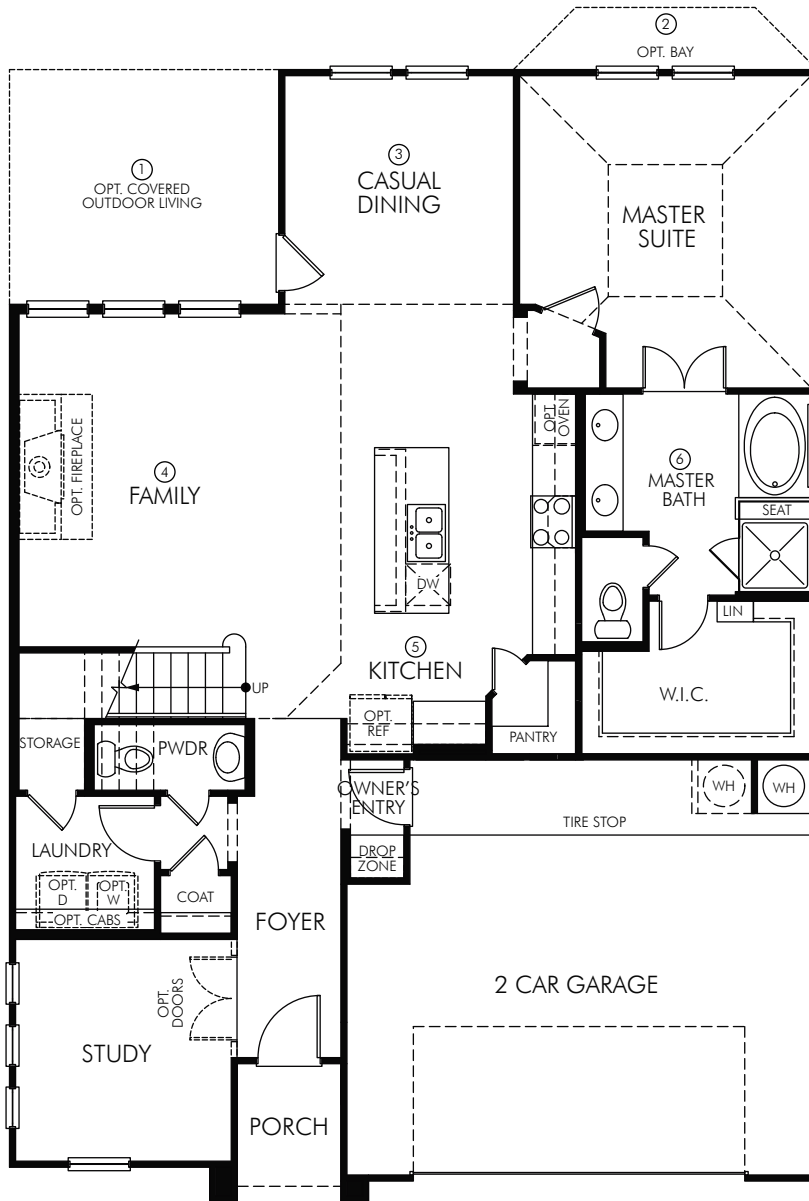 2
OPT. BAY
1
OPT. COVERED
OUTDOOR LIVING
3
CASUAL
DINING
MASTER
SUITE
OPT. FIREPLACE
4
FAMILY
OPT.
OVEN
6
MASTER
BATH
SEAT
DW
LIN
5
KITCHEN
UP
W.I.C.
OPT.
REF
PANTRY
STORAGE
PWDR
OWNER'S
ENTRY
WH
WH
TIRE STOP
LAUNDRY
DROP
ZONE
OPT.
D
OPT.
W
OPT. CABS
COAT
FOYER
OPT.
DOORS
2 CAR GARAGE
STUDY
PORCH